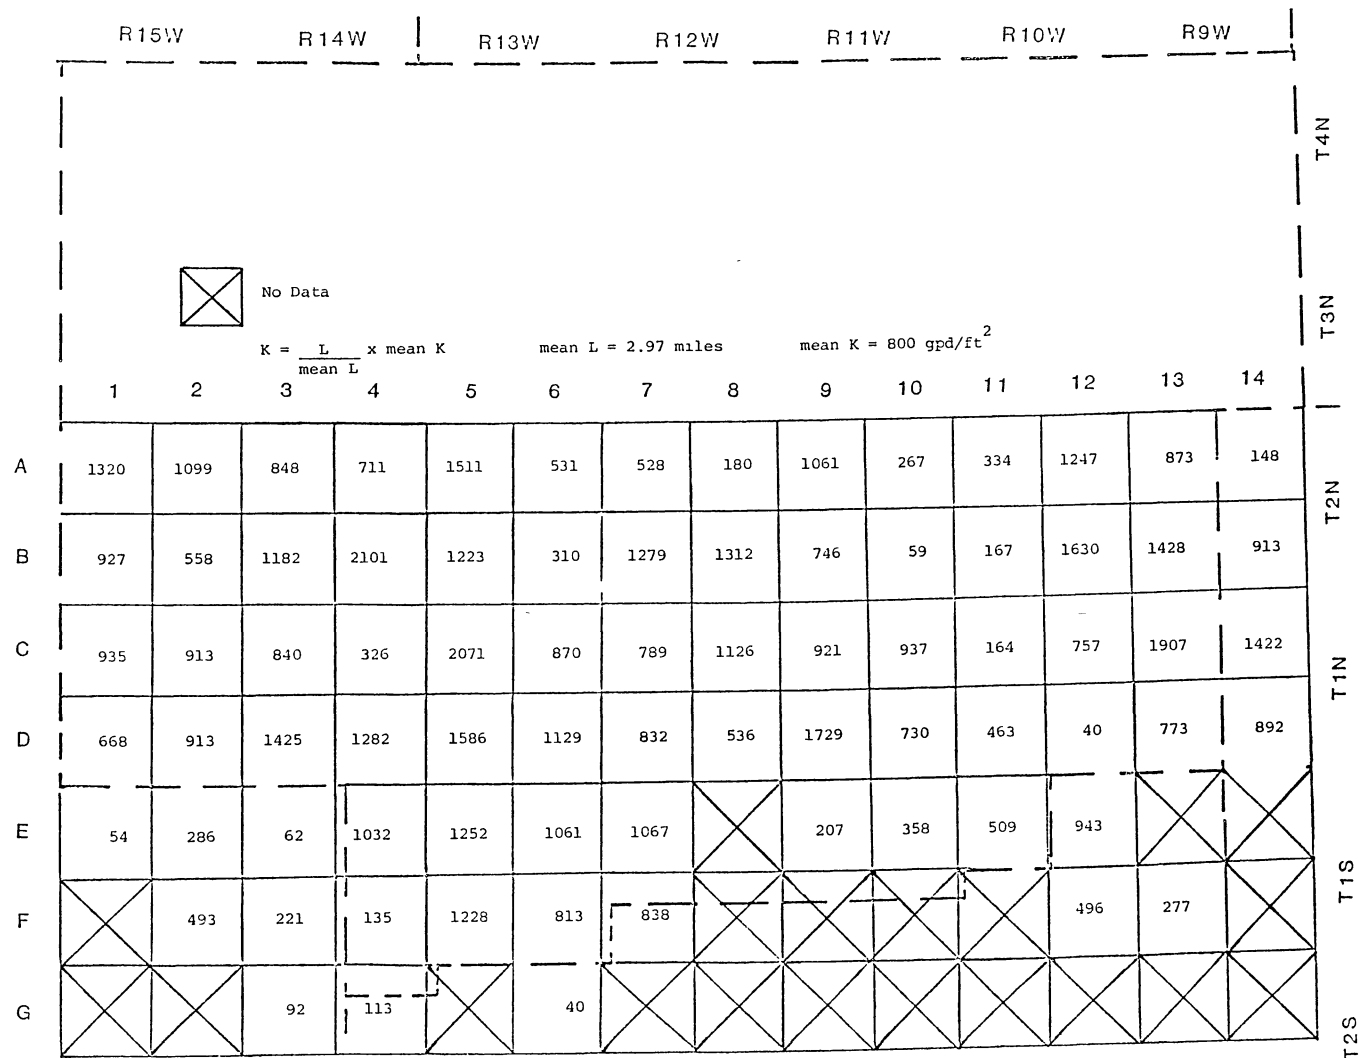 R15W R14W R13W R12W R11W R10W R9W
T4N
No Data
T3N
K = L / mean L x mean K mean L = 2.97 miles mean K = 800 gpd/ft2
1 2 3 4 5 6 7 8 9 10 11 12 13 14
A 1320 1099 848 711 1511 531 528 180 1061 267 334 1247 873 148
T2N
B 927 558 1182 2101 1223 310 1279 1312 746 59 167 1630 1428 913
C 935 913 840 326 2071 870 789 1126 921 937 164 757 1907 1422
T1N
D 668 913 1425 1282 1586 1129 832 536 1729 730 463 40 773 892
E 54 286 62 1032 1252 1061 1067 207 358 509 943
T1S
F 493 221 135 1228 813 838 496 277
G 92 113 40
T2S